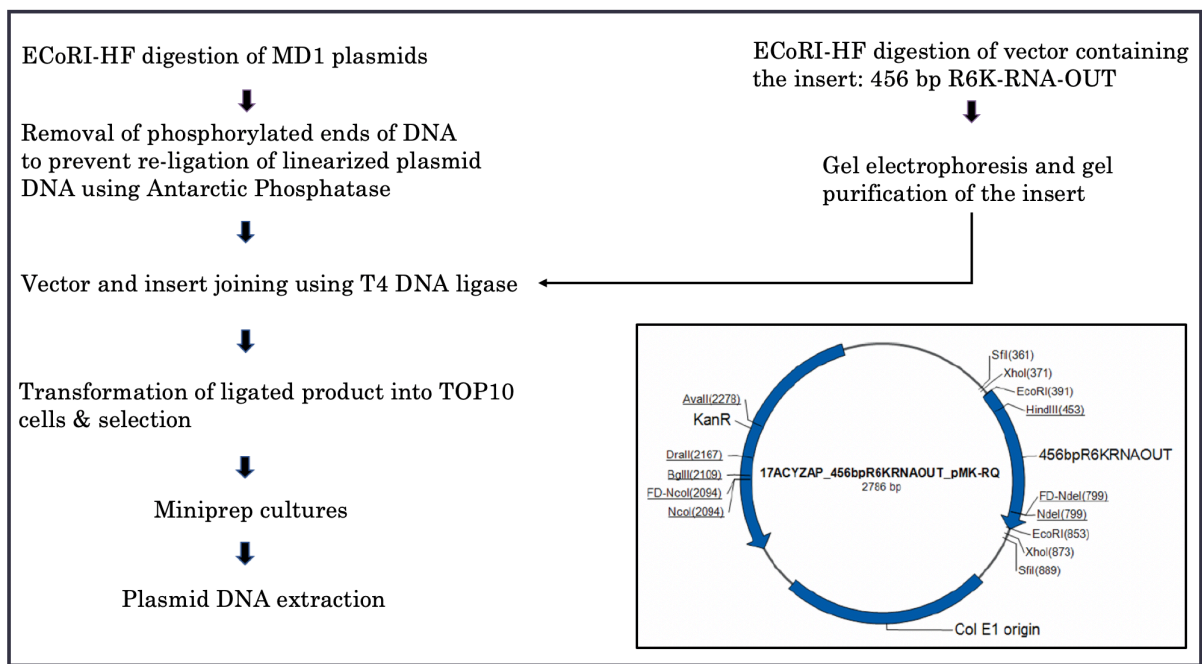 ECoRI-HF digestion of MD1 plasmids
Removal of phosphorylated ends of DNA
to prevent re-ligation of linearized plasmid
DNA using Antarctic Phosphatase
Vector and insert joining using T4 DNA ligase
Transformation of ligated product into TOP10
cells & selection
Miniprep cultures
Plasmid DNA extraction
ECoRI-HF digestion of vector containing
the insert: 456 bp R6K-RNA-OUT
Gel electrophoresis and gel
purification of the insert
SfiI(361)
XhoI(371)
EcoRI(391)
HindIII(453)
456bpR6KRNAOUT
FD-NdeI(799)
NdeI(799)
EcoRI(853)
XhoI(873)
SfiI(889)
Col E1 origin
AvaII(2278)
KanR
DraII(2167)
BglII(2109)
FD-NcoI(2094)
NcoI(2094)
17ACYZAP_456bpR6KRNAOUT_pMK-RQ
2786 bp